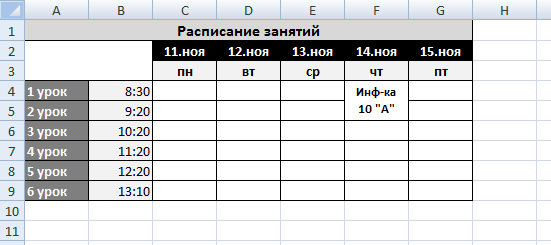 A B C D E F G H
1 Расписание занятий
2 11.ноя 12.ноя 13.ноя 14.ноя 15.ноя
3 пн вт ср чт пт
4 1 урок 8:30 Инф-ка
5 2 урок 9:20 10 "А"
6 3 урок 10:20
7 4 урок 11:20
8 5 урок 12:20
9 6 урок 13:10
10
11